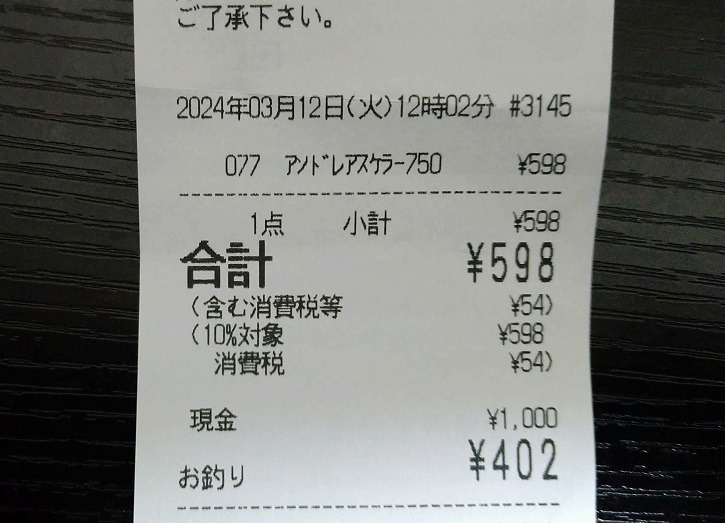 ご了承下さい。
2024年03月12日(火)12時02分 #3145
077 ｱﾝﾄﾞﾚｱｽｹﾗｰ750 ¥598
1点 小計 ¥598
合計 ¥598
(含む消費税等 ¥54)
(10%対象 ¥598
消費税 ¥54)
現金 ¥1,000
お釣り ¥402